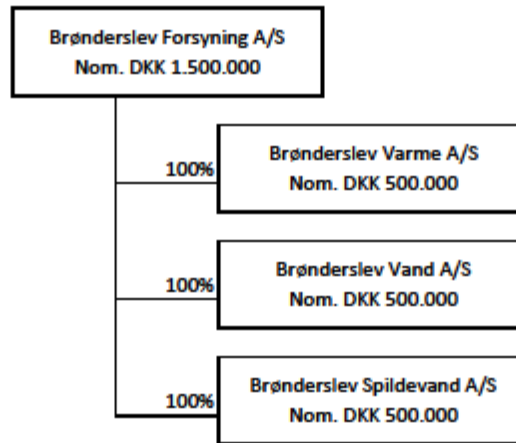 Brønderslev Forsyning A/S
Nom. DKK 1.500.000
100%
Brønderslev Varme A/S
Nom. DKK 500.000
100%
Brønderslev Vand A/S
Nom. DKK 500.000
100%
Brønderslev Spildevand A/S
Nom. DKK 500.000